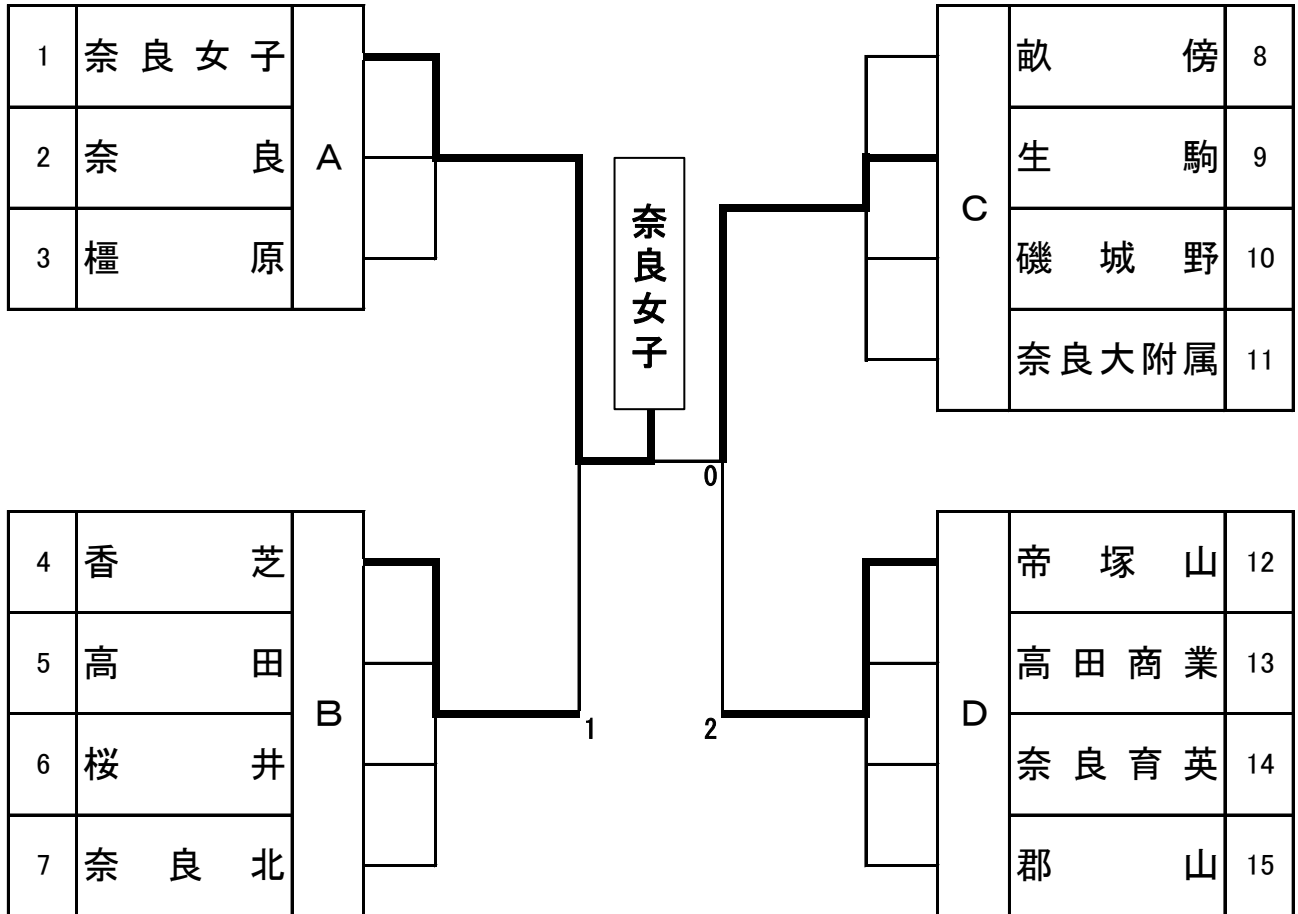 1 奈良女子
2 奈良
3 橿原
A
4 香芝
5 高田
6 桜井
7 奈良北
B
奈良女子
0
1
2
C
畝傍 8
生駒 9
磯城野 10
奈良大附属 11
D
帝塚山 12
高田商業 13
奈良育英 14
郡山 15